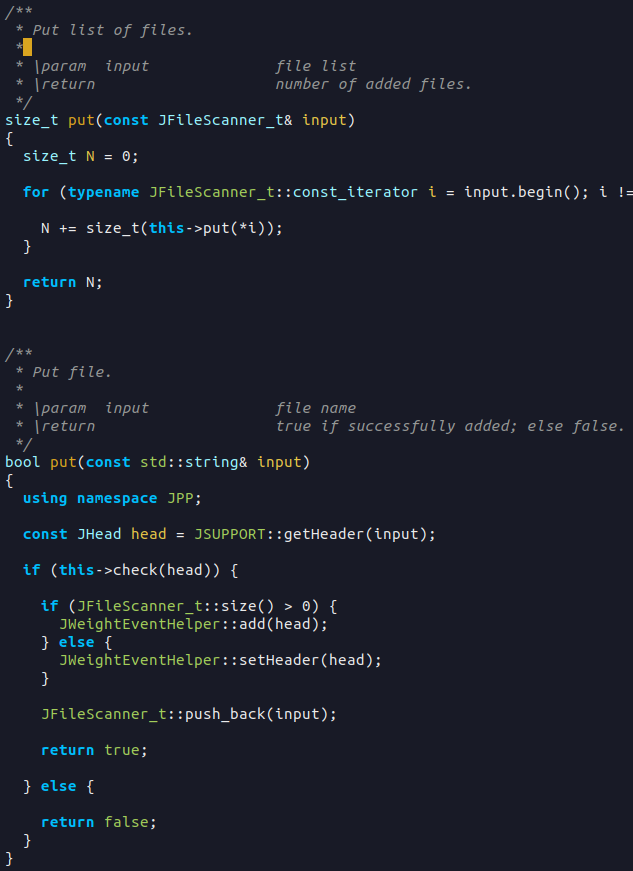 /**
 * Put list of files.
 *
 * \param  input              file list
 * \return                    number of added files.
 */
size_t put(const JFileScanner_t& input)
{
  size_t N = 0;

  for (typename JFileScanner_t::const_iterator i = input.begin(); i !=

    N += size_t(this->put(*i));
  }

  return N;
}


/**
 * Put file.
 *
 * \param  input              file name
 * \return                    true if successfully added; else false.
 */
bool put(const std::string& input)
{
  using namespace JPP;

  const JHead head = JSUPPORT::getHeader(input);

  if (this->check(head)) {

    if (JFileScanner_t::size() > 0) {
      JWeightEventHelper::add(head);
    } else {
      JWeightEventHelper::setHeader(head);
    }

    JFileScanner_t::push_back(input);

    return true;

  } else {

    return false;
  }
}